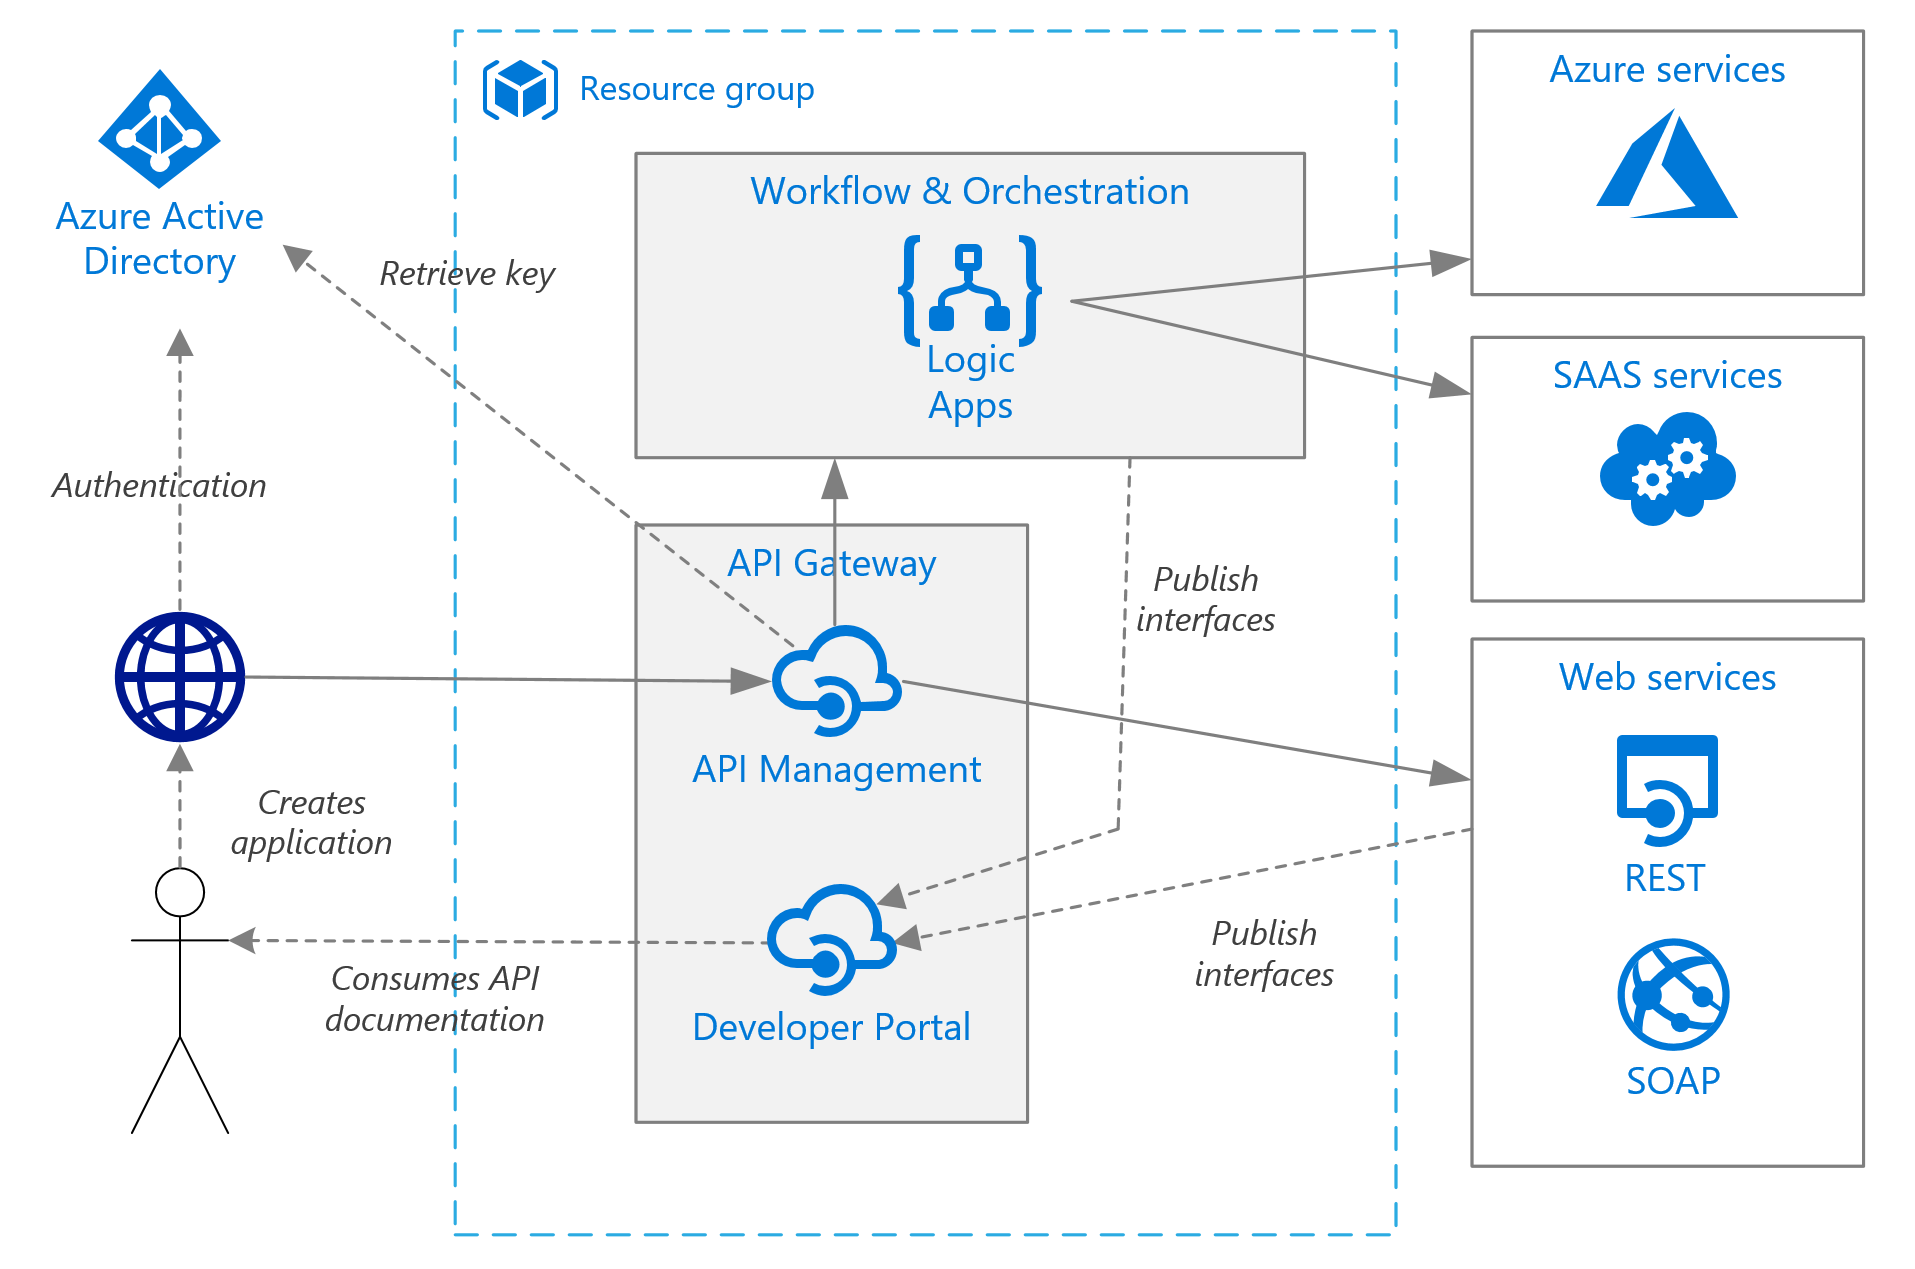 Resource group
Azure services
Workflow & Orchestration
Azure Active
Directory
Retrieve key
Logic
Apps
SAAS services
Authentication
API Gateway
Publish
interfaces
Web services
API Management
Creates
application
REST
Publish
interfaces
Consumes API
documentation
Developer Portal
SOAP